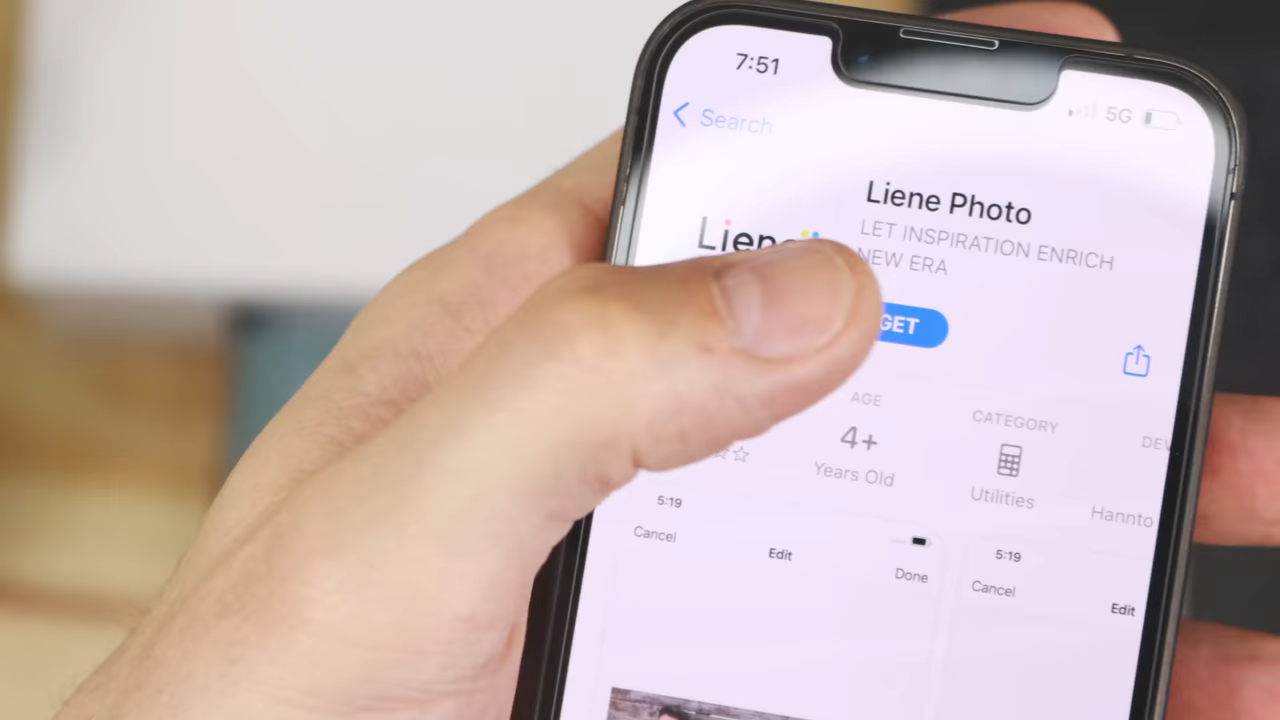 7:51
5G
Search
Liene Photo
LET INSPIRATION ENRICH
NEW ERA
Liene
GET
AGE
4+
Years Old
CATEGORY
Utilities
Hannto
5:19
Cancel
Edit
Done
5:19
Cancel
Edit